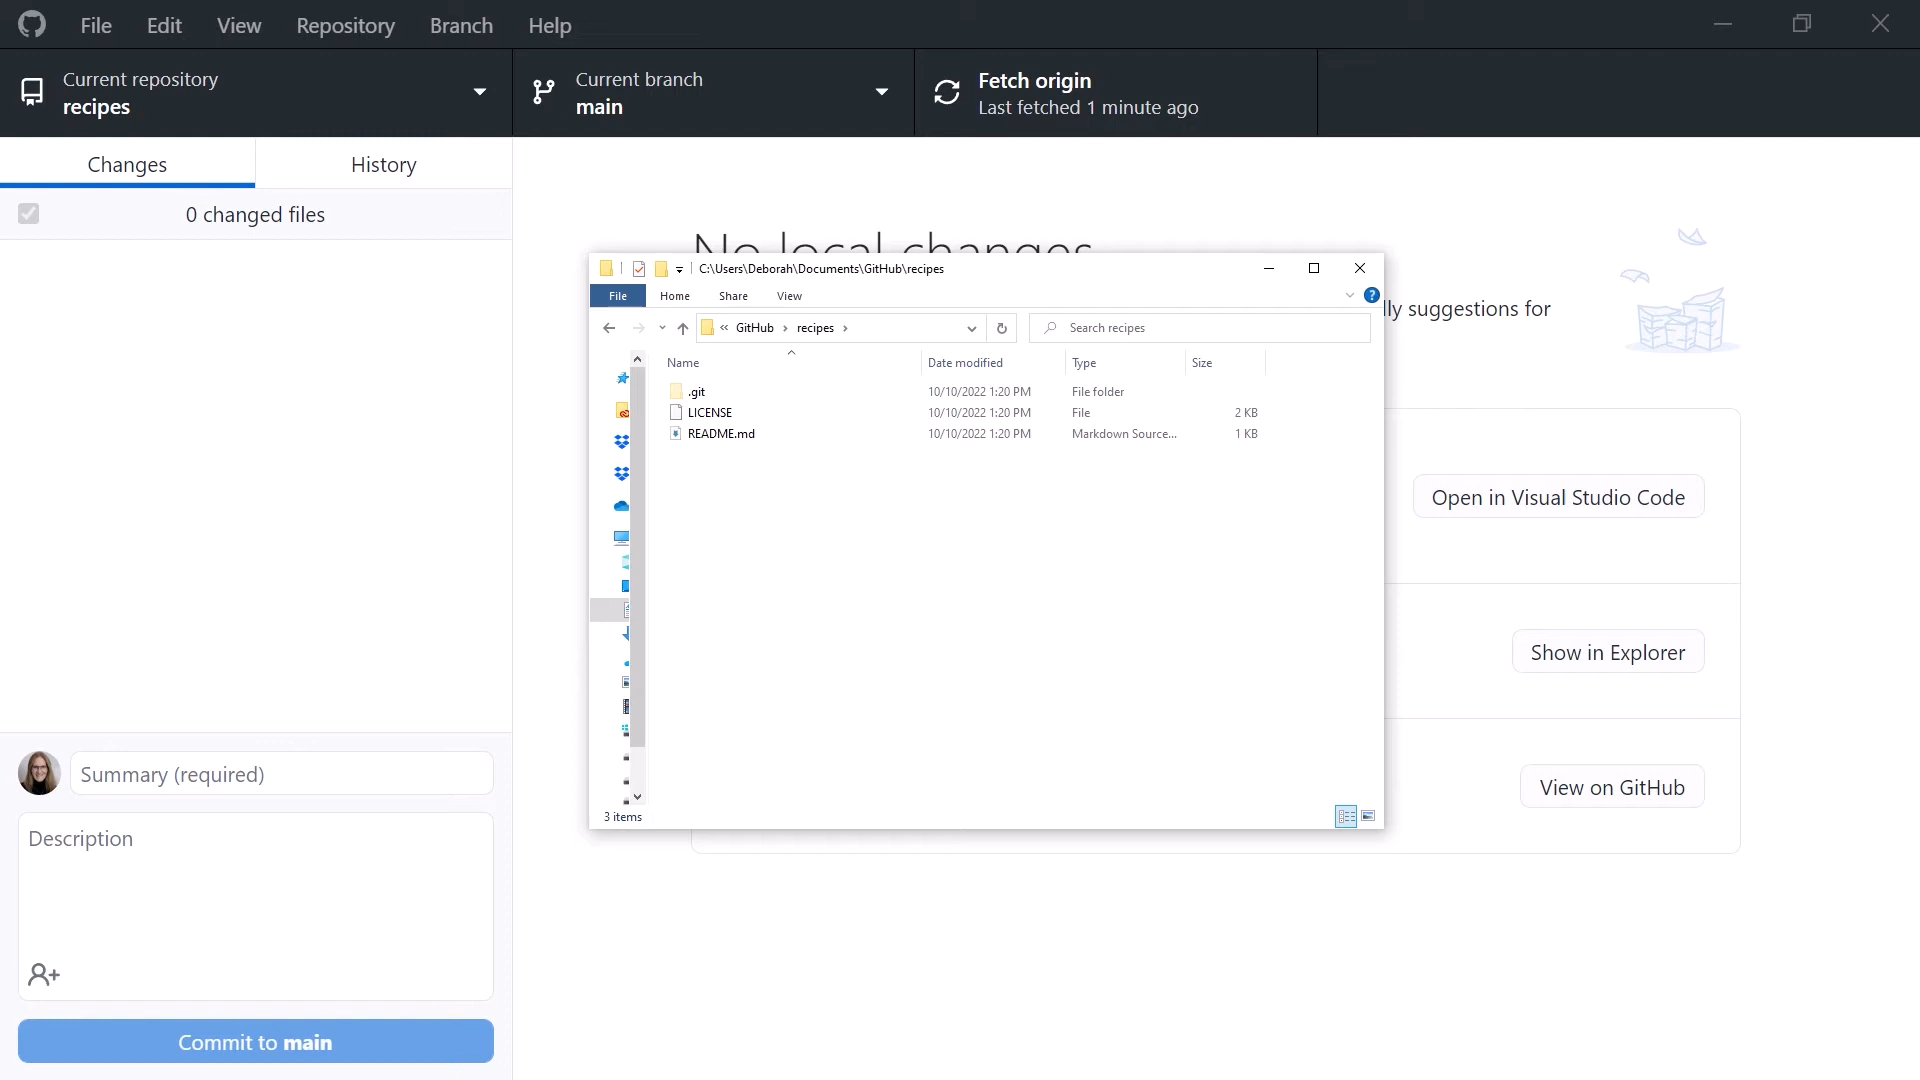 File Edit View Repository Branch Help
Current repository
recipes
Current branch
main
Fetch origin
Last fetched 1 minute ago
Changes
History
0 changed files
No local changes
lly suggestions for
C:\Users\Deborah\Documents\GitHub\recipes
File Home Share View
?
« GitHub › recipes ›
Search recipes
Name Date modified Type Size
.git 10/10/2022 1:20 PM File folder
LICENSE 10/10/2022 1:20 PM File 2 KB
README.md 10/10/2022 1:20 PM Markdown Source... 1 KB
3 items
Open in Visual Studio Code
Show in Explorer
View on GitHub
Summary (required)
Description
Commit to main